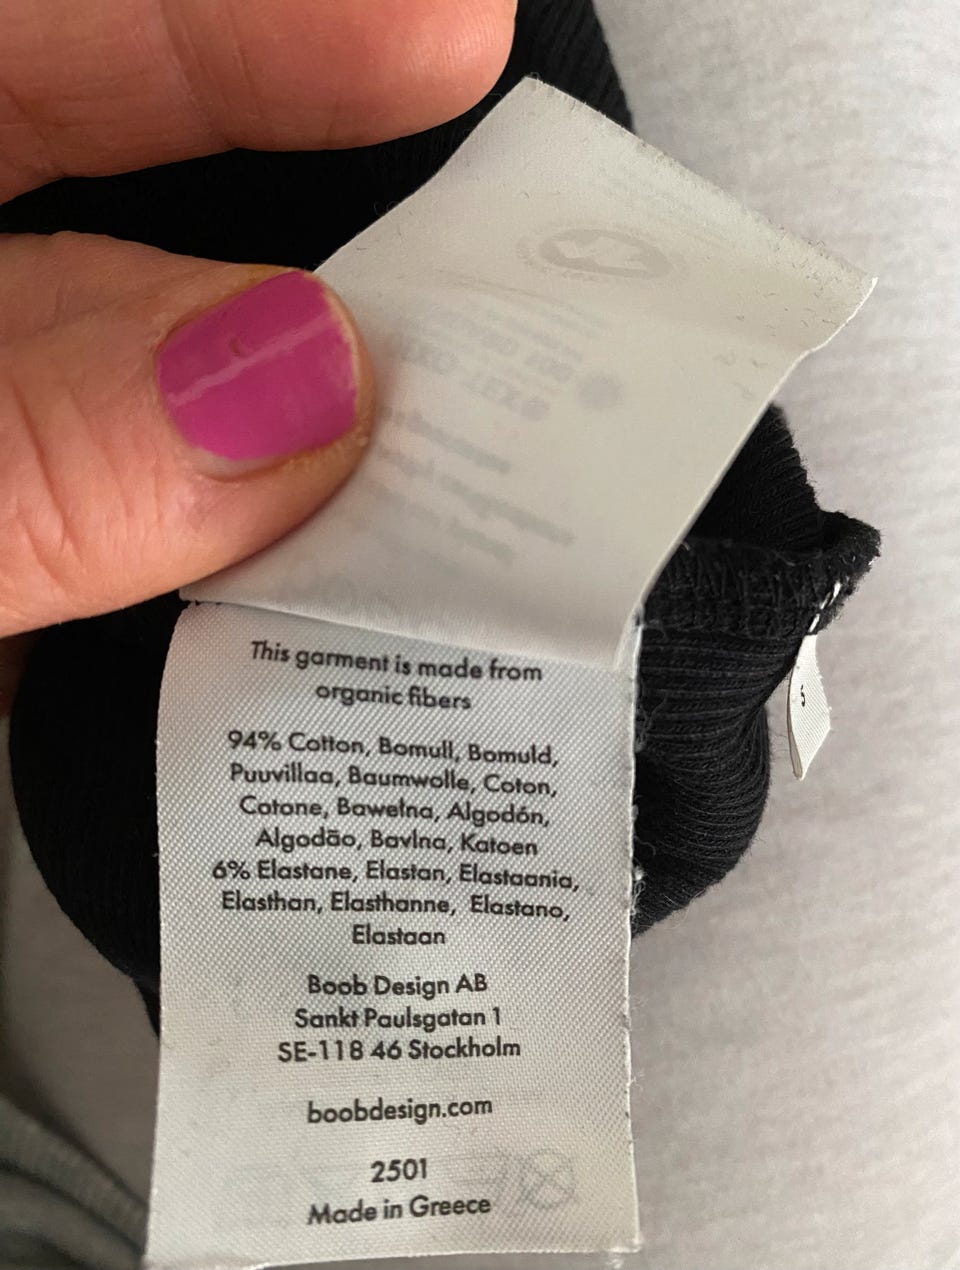 This garment is made from
organic fibers
94% Cotton, Bomull, Bomuld,
Puuvillaa, Baumwolle, Coton,
Cotone, Bawełna, Algodón,
Algodão, Bavlna, Katoen
6% Elastane, Elastan, Elastaania,
Elasthan, Elasthanne, Elastano,
Elastaan
Boob Design AB
Sankt Paulsgatan 1
SE-118 46 Stockholm
boobdesign.com
2501
Made in Greece
S